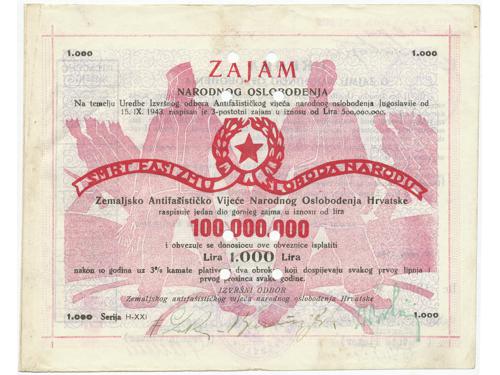 1.000 1.000
ZAJAM
NARODNOG OSLOBOĐENJA
Na temelju Uredbe Izvršnog odbora Antifašističkog vijeća narodnog oslobođenja Jugoslavije od
15. IX. 1943. raspisan je 3-postotni zajam u iznosu od Lira 500,000.000.
SMRT FAŠIZMU SLOBODA NARODU
Zemaljsko Antifašističko Vijeće Narodnog Oslobođenja Hrvatske
raspisuje jedan dio gornjeg zajma u iznosu od lira
100,000.000
i obvezuje se donosiocu ove obveznice isplatiti
Lira 1.000 Lira
nakon 10 godina uz 3% kamate plative u dva obroka koji dospijevaju svakog prvog lipnja
prvog prosinca svake godine.
IZVRŠNI ODBOR
Zemaljskog antifašističkog vijeća narodnog oslobođenja Hrvatske
1.000 Serija H-XXI 1.000